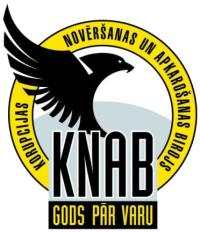 KORUPCIJAS NOVĒRŠANAS UN APKAROŠANAS BIROJS
KNAB
GODS PĀR VARU